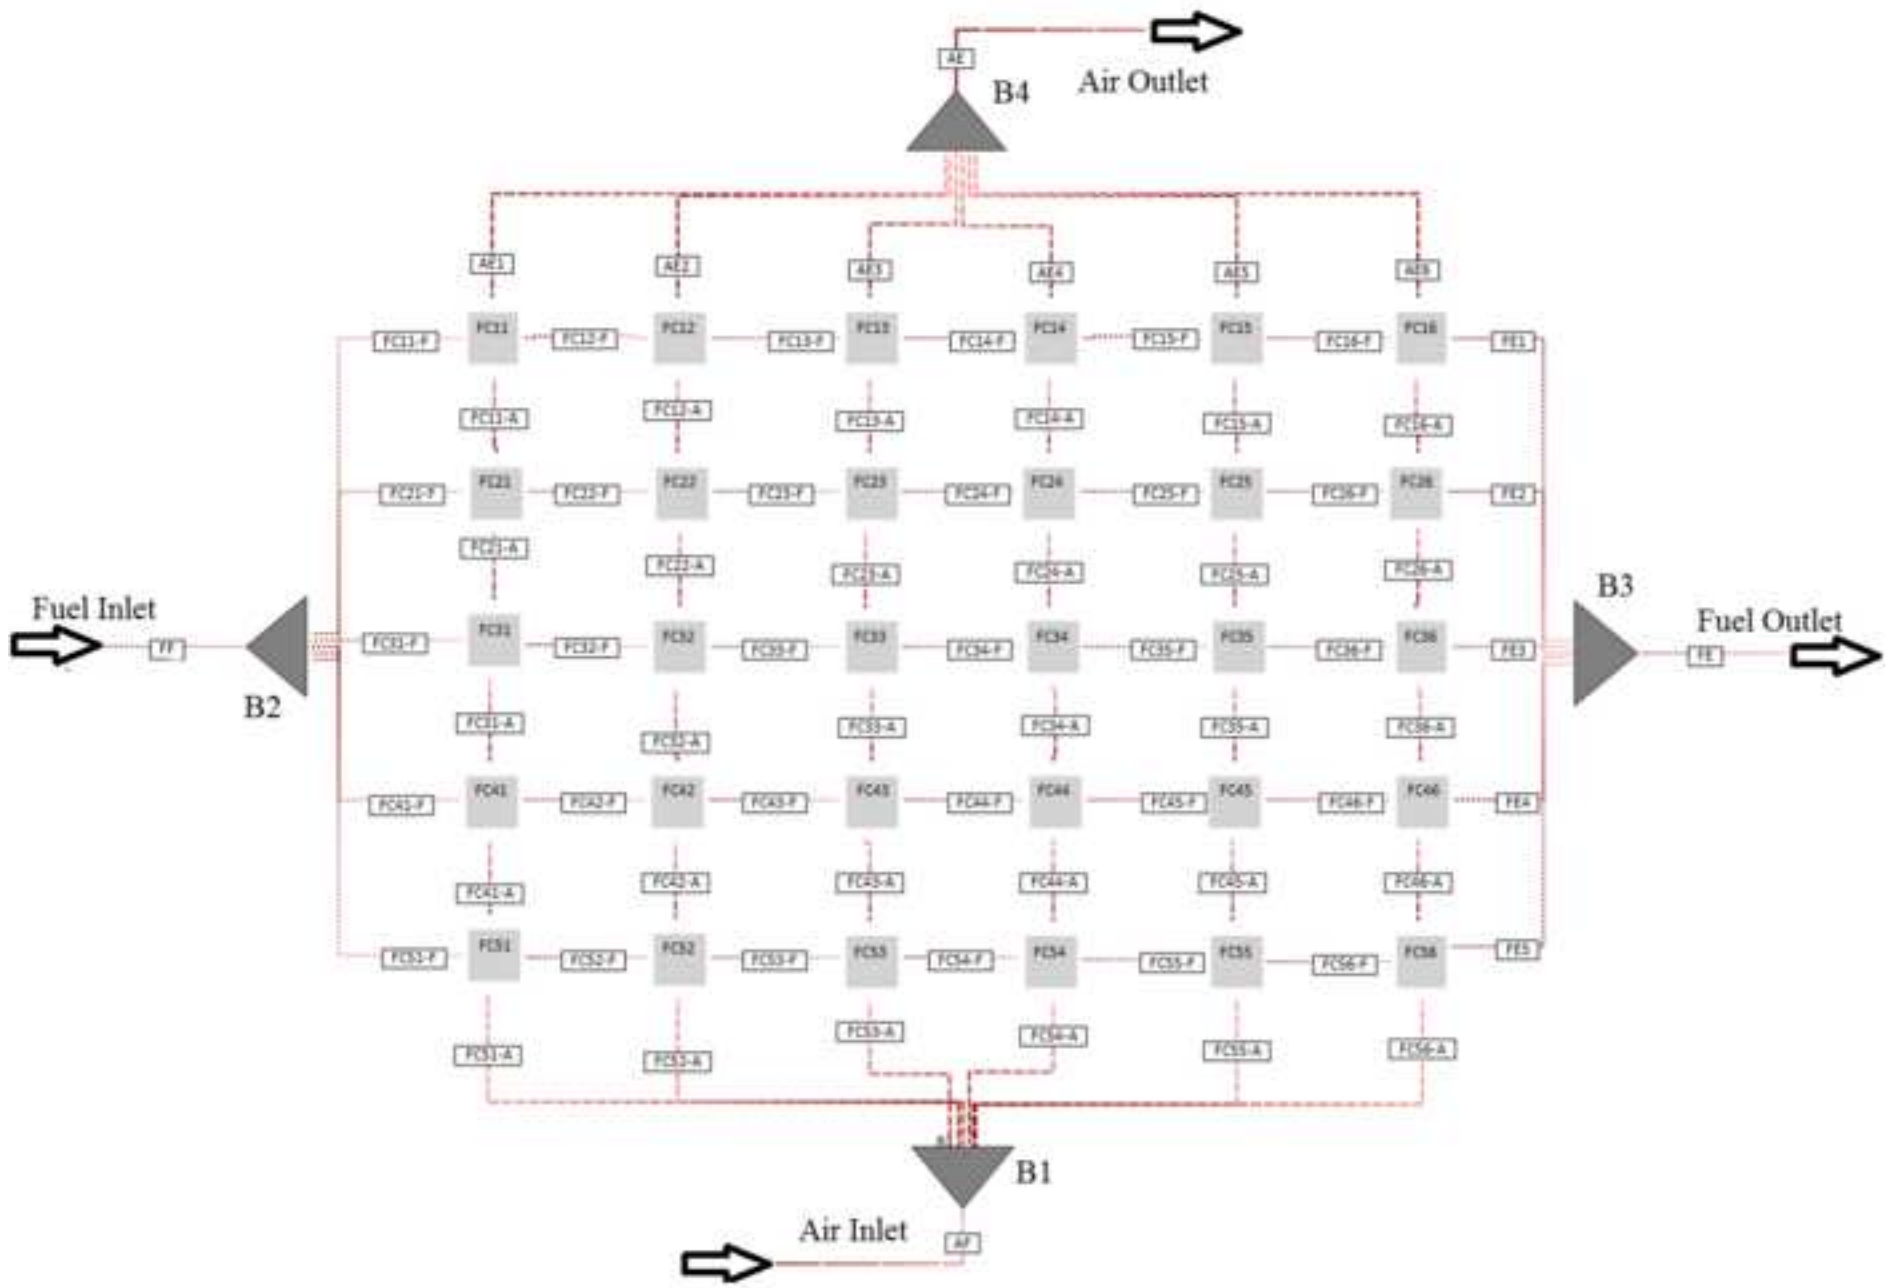 AE
B4
Air Outlet
AE1 AE2 AE3 AE4 AE5 AE6
FC11 FC12 FC13 FC14 FC15 FC16
FC11-F FC12-F FC13-F FC14-F FC15-F FC16-F FE1
FC11-A FC12-A FC13-A FC14-A FC15-A FC16-A
FC21 FC22 FC23 FC24 FC25 FC26
FC21-F FC22-F FC23-F FC24-F FC25-F FC26-F FE2
FC21-A FC22-A FC23-A FC24-A FC25-A FC26-A
B3
Fuel Inlet
Fuel Outlet
FC31 FC32 FC33 FC34 FC35 FC36
FF FC31-F FC32-F FC33-F FC34-F FC35-F FC36-F FE3 FE
B2
FC31-A FC32-A FC33-A FC34-A FC35-A FC36-A
FC41 FC42 FC43 FC44 FC45 FC46
FC41-F FC42-F FC43-F FC44-F FC45-F FC46-F FE4
FC41-A FC42-A FC43-A FC44-A FC45-A FC46-A
FC51 FC52 FC53 FC54 FC55 FC56
FC51-F FC52-F FC53-F FC54-F FC55-F FC56-F FE5
FC51-A FC52-A FC53-A FC54-A FC55-A FC56-A
B1
Air Inlet
AF